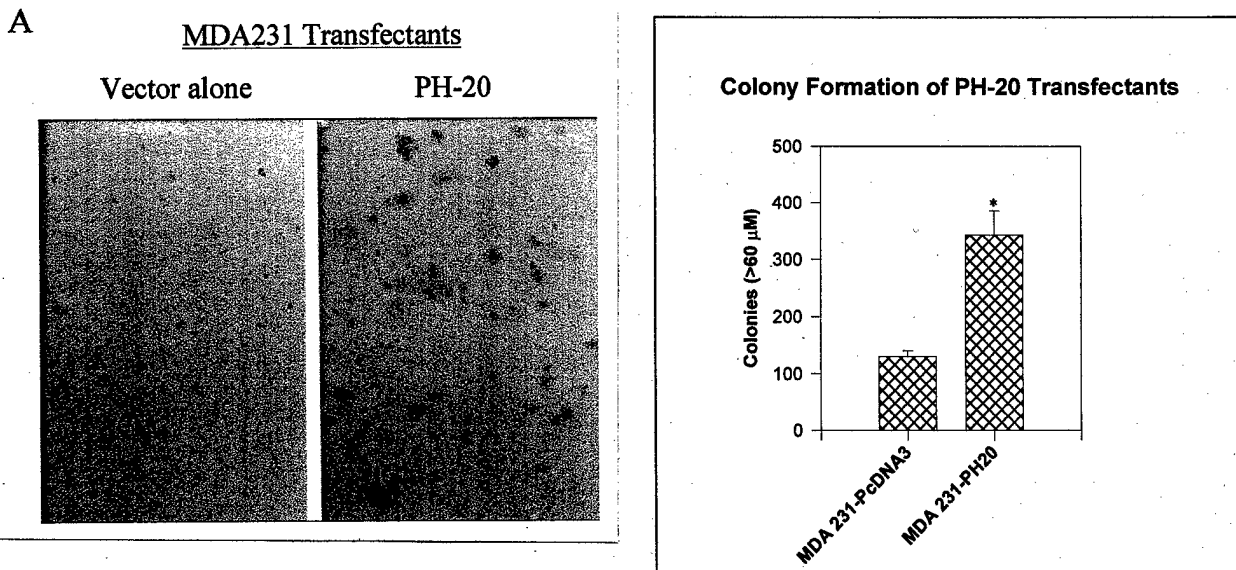 A
MDA231 Transfectants
Vector alone PH-20
Colony Formation of PH-20 Transfectants
Colonies (>60 μM)
500
400
300
200
100
0
*
MDA 231-PcDNA3
MDA 231-PH20